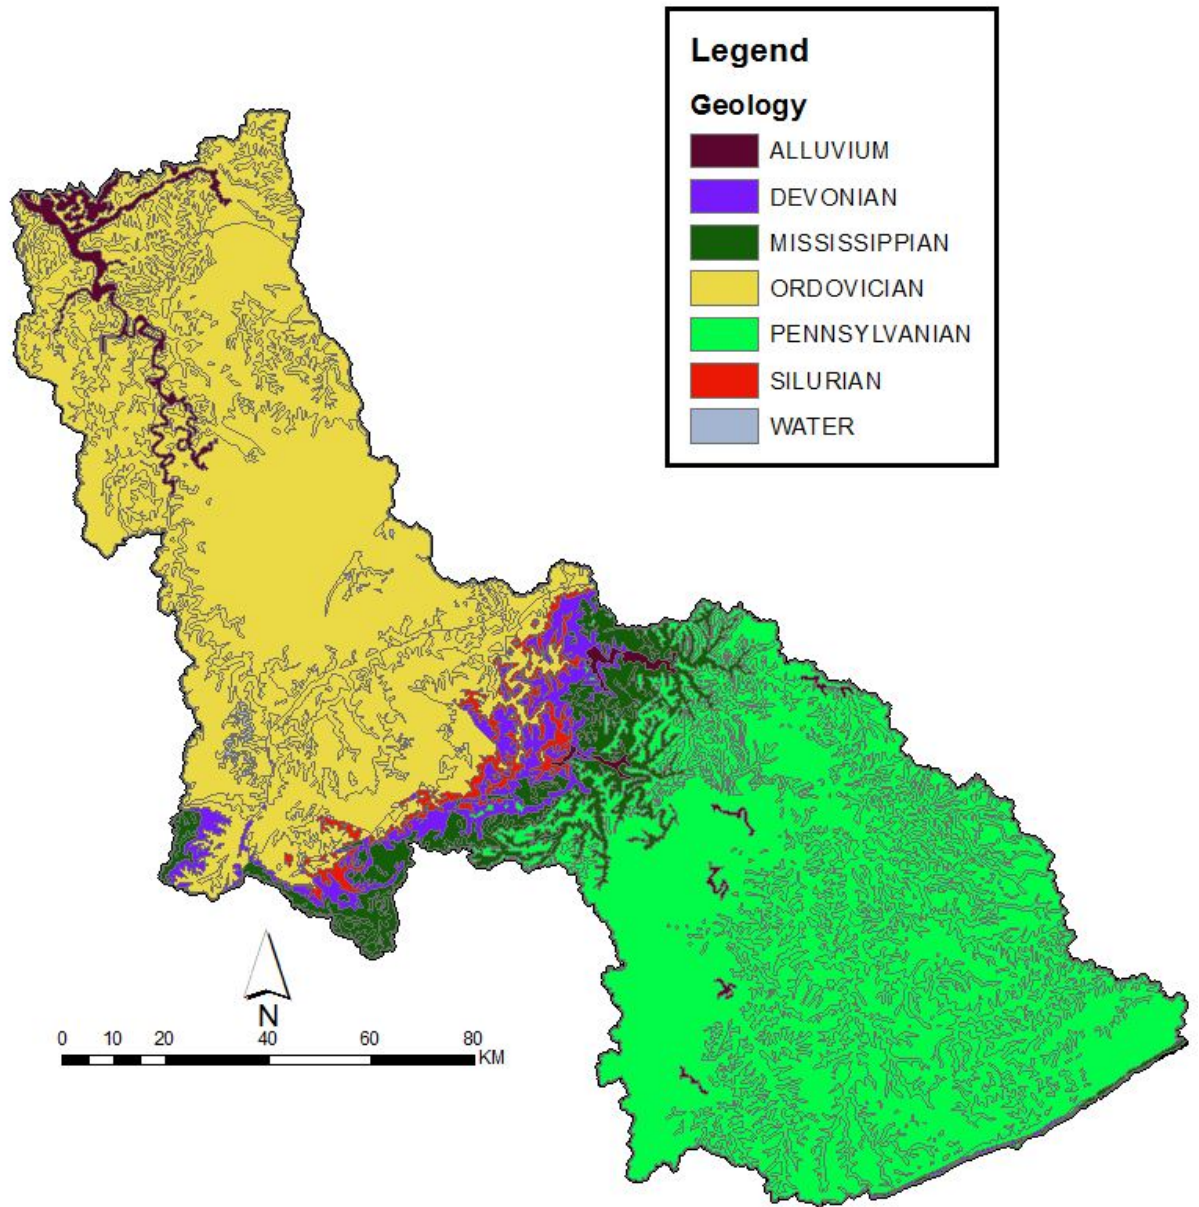 Legend
Geology
ALLUVIUM
DEVONIAN
MISSISSIPPIAN
ORDOVICIAN
PENNSYLVANIAN
SILURIAN
WATER
N
0 10 20 40 60 80
KM